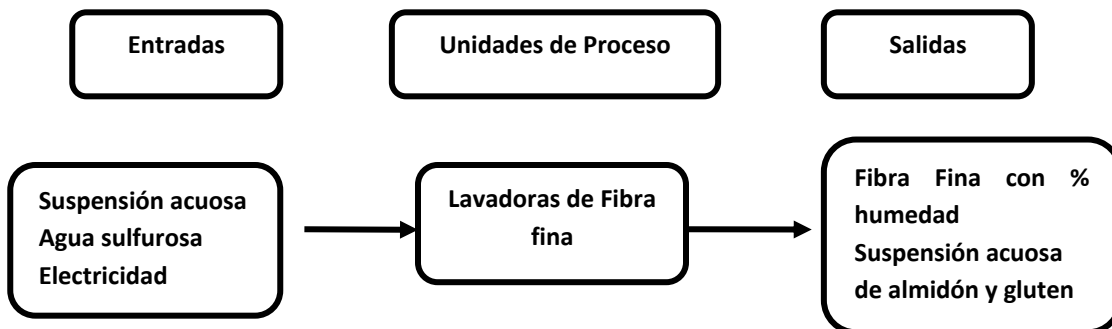 Entradas
Unidades de Proceso
Salidas
Suspensión acuosa
Agua sulfurosa
Electricidad
Lavadoras de Fibra
fina
Fibra Fina con %
humedad
Suspensión acuosa
de almidón y gluten